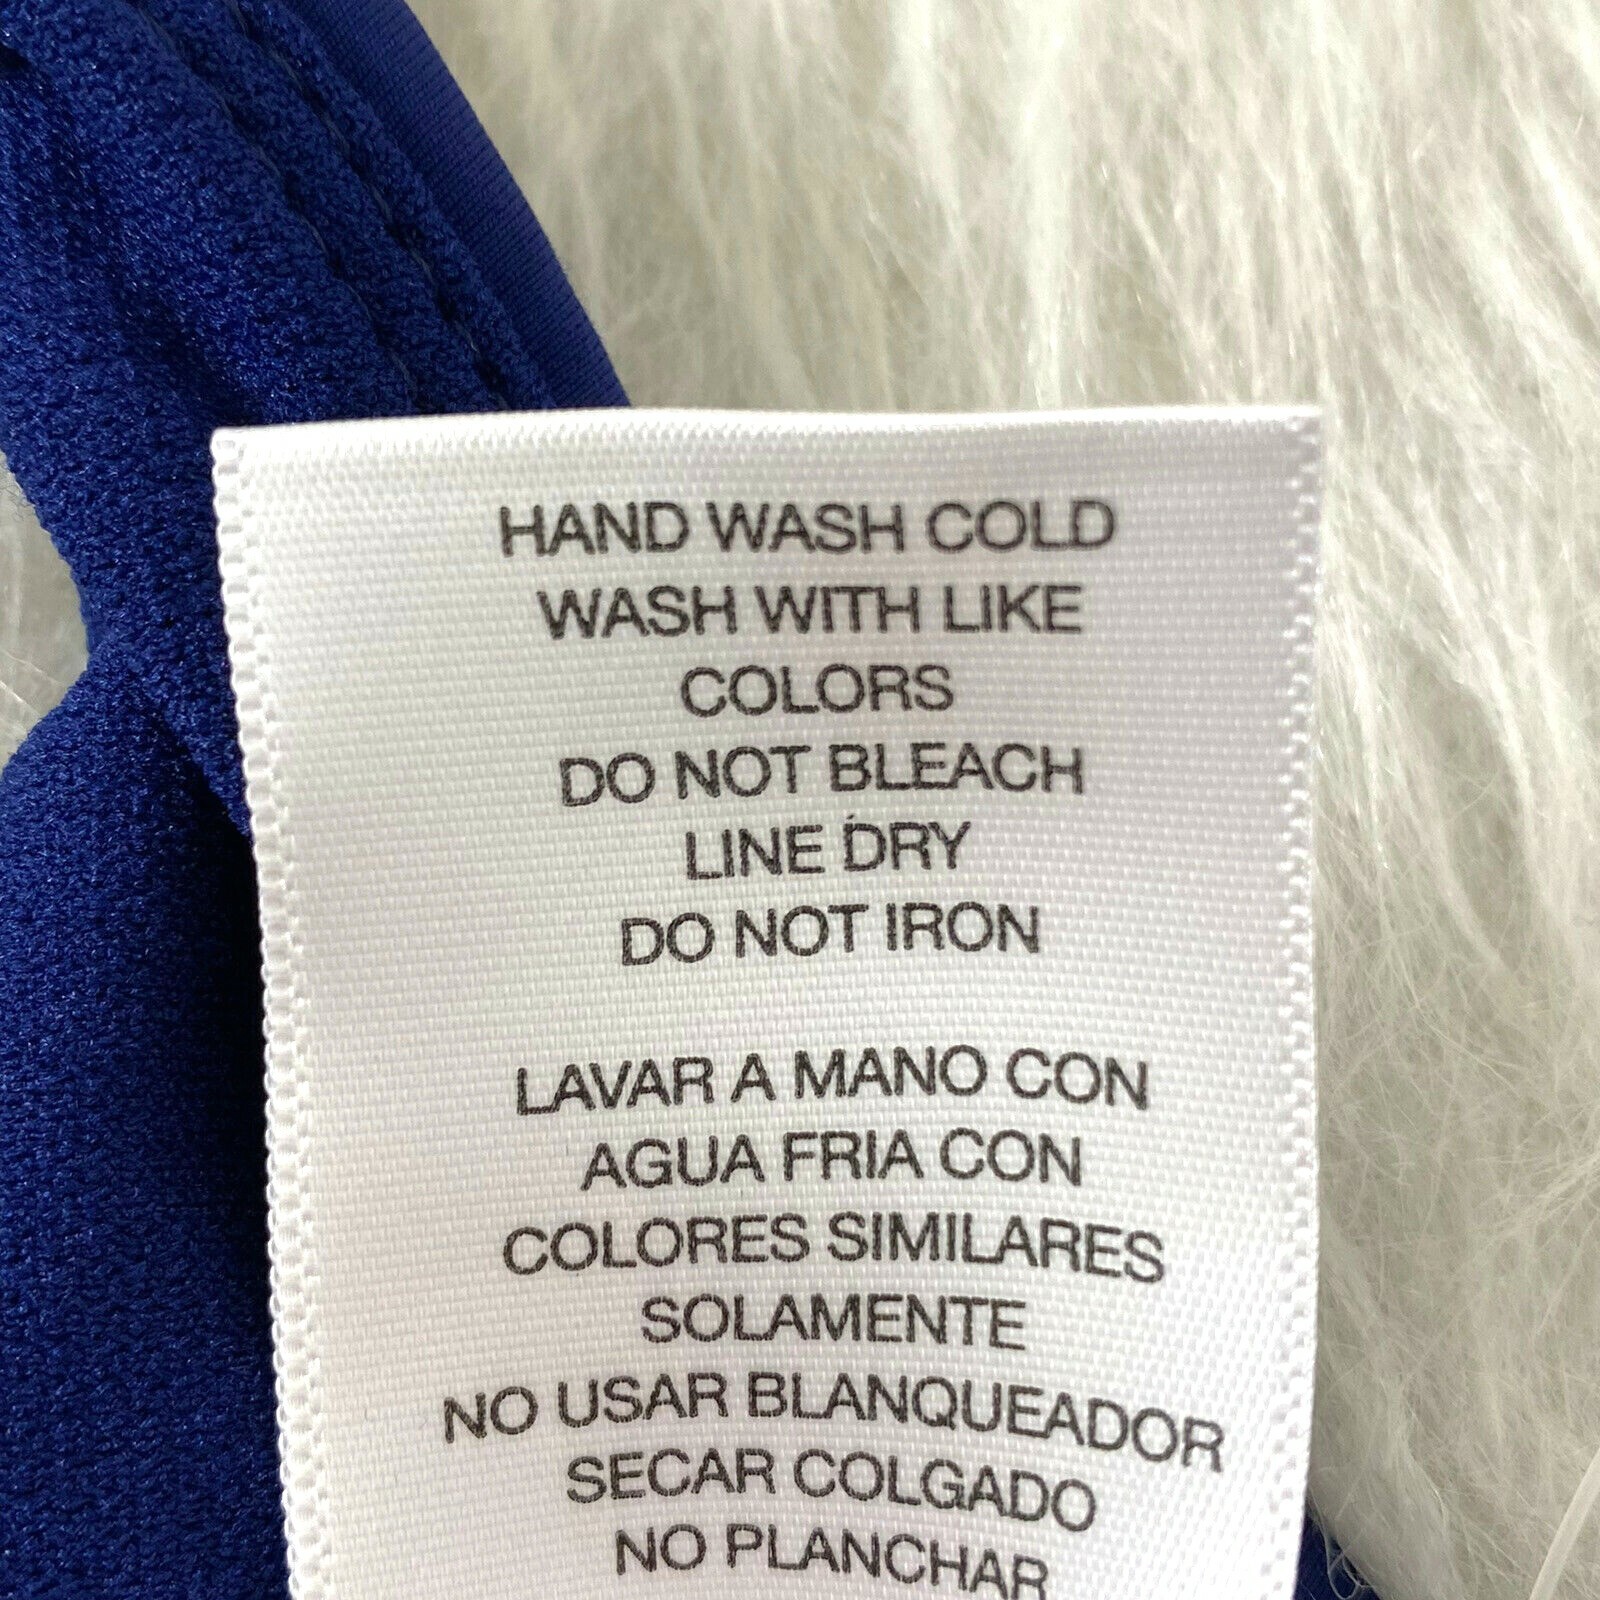 HAND WASH COLD
WASH WITH LIKE
COLORS
DO NOT BLEACH
LINE DRY
DO NOT IRON
LAVAR A MANO CON
AGUA FRIA CON
COLORES SIMILARES
SOLAMENTE
NO USAR BLANQUEADOR
SECAR COLGADO
NO PLANCHAR